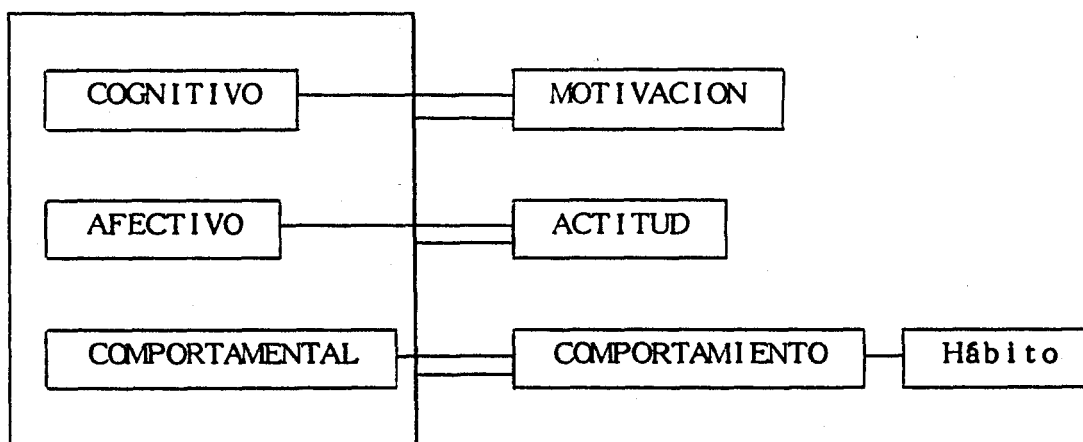 COGNITIVO MOTIVACION
AFECTIVO ACTITUD
COMPORTAMENTAL COMPORTAMIENTO Hábito